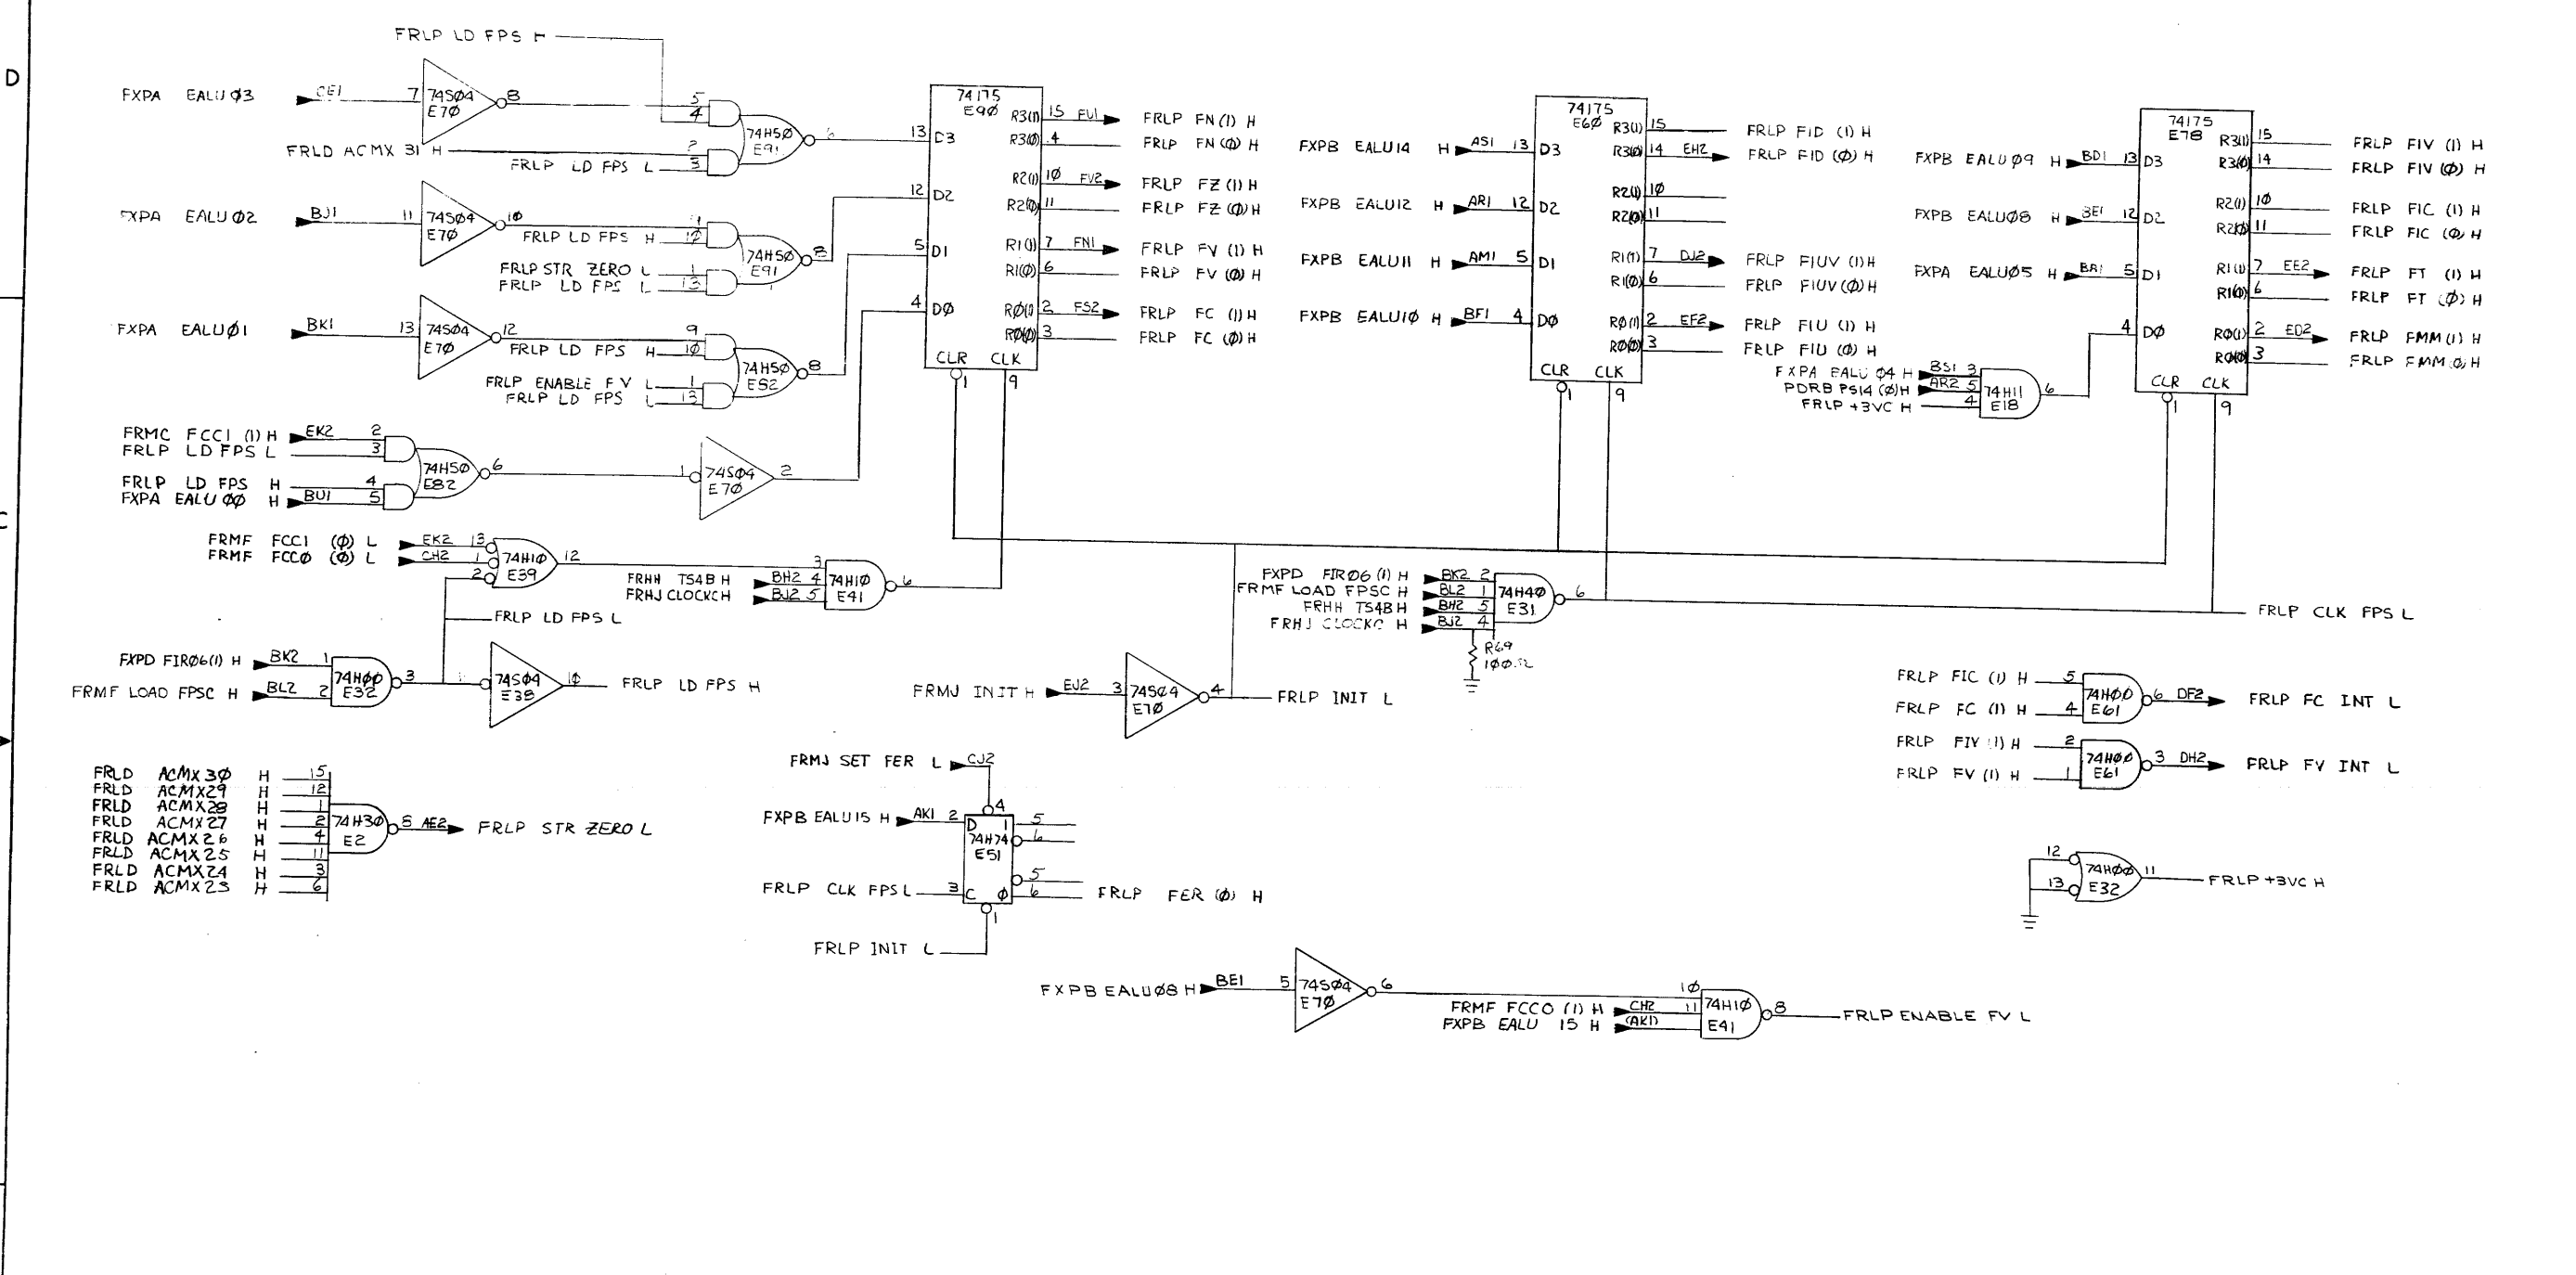 D
C
FRLP LD FPS H
FXPA EALU Ø3
7
74SØ4
E7Ø
8
5
4
74H5Ø
E91
6
FRLD ACMX 31 H
2
3
FRLP LD FPS L
FXPA EALU Ø2
BJ1
11
74SØ4
E7Ø
1Ø
FRLP LD FPS H
74H5Ø
E91
8
FRLP STR ZERO L
1
FRLP LD FPS L
13
FXPA EALUØ1
BK1
13
74SØ4
E7Ø
12
9
FRLP LD FPS H
1Ø
74H5Ø
E52
8
FRLP ENABLE FV L
1
FRLP LD FPS L
13
FRMC FCC1 (1) H
EK2
2
FRLP LD FPS L
3
74H5Ø
E82
6
FRLP LD FPS H
4
FXPA EALU ØØ H
BU1
5
1
74SØ4
E7Ø
2
74175
E9Ø
13 D3
12 D2
5 D1
4 DØ
R3(1) 15 FU1 FRLP FN (1) H
R3(Ø) 14 FRLP FN (Ø) H
R2(1) 1Ø FV2 FRLP FZ (1) H
R2(Ø) 11 FRLP FZ (Ø) H
R1(1) 7 FN1 FRLP FV (1) H
R1(Ø) 6 FRLP FV (Ø) H
RØ(1) 2 FS2 FRLP FC (1) H
RØ(Ø) 3 FRLP FC (Ø) H
CLR CLK
1 9
74175
E6Ø
FXPB EALU14 H AS1 13 D3
FXPB EALU12 H AR1 12 D2
FXPB EALU11 H AM1 5 D1
FXPB EALU1Ø H BF1 4 DØ
R3(1) 15 FRLP FID (1) H
R3(Ø) 14 EH2 FRLP FID (Ø) H
R2(1) 1Ø
R2(Ø) 11
R1(1) 7 DJ2 FRLP FIUV (1) H
R1(Ø) 6 FRLP FIUV (Ø) H
RØ(1) 2 EF2 FRLP FIU (1) H
RØ(Ø) 3 FRLP FIU (Ø) H
CLR CLK
1 9
74175
E78
FXPB EALU Ø9 H BD1 13 D3
FXPB EALUØ8 H BE1 12 D2
FXPA EALUØ5 H 5 D1
4 DØ
R3(1) 15 FRLP FIV (1) H
R3(Ø) 14 FRLP FIV (Ø) H
R2(1) 1Ø FRLP FIC (1) H
R2(Ø) 11 FRLP FIC (Ø) H
R1(1) 7 EE2 FRLP FT (1) H
R1(Ø) 6 FRLP FT (Ø) H
RØ(1) 2 ED2 FRLP FMM (1) H
RØ(Ø) 3 FRLP FMM Ø H
CLR CLK
1 9
FXPA EALU Ø4 H BS1 3
PDRB PS14 (Ø) H AR2 5
FRLP +3VC H 4
74H11
E18
6
FRMF FCC1 (Ø) L EK2 13
FRMF FCCØ (Ø) L CH2 1
2
74H1Ø
E39
12
3
FRHH TS4B H BH2 4
FRHJ CLOCKC H BJ2 5
74H1Ø
E41
6
FRLP LD FPS L
FXPD FIRØ6(1) H BK2 1
FRMF LOAD FPSC H BL2 2
74HØØ
E32
3
74SØ4
E38
1Ø
FRLP LD FPS H
FXPD FIRØ6 (1) H BK2 2
FRMF LOAD FPSC H BL2 1
FRHH TS4B H BH2 5
FRHJ CLOCKC H BJ2 4
74H4Ø
E31
6
R69
1ØØΩ
FRLP CLK FPS L
FRMJ INIT H EJ2 3
74SØ4
E7Ø
4
FRLP INIT L
FRLP FIC (1) H 5
FRLP FC (1) H 4
74HØØ
E61
6 DF2
FRLP FC INT L
FRLP FIV (1) H 2
FRLP FV (1) H 1
74HØØ
E61
3 DH2
FRLP FV INT L
FRLD ACMX 3Ø H 15
FRLD ACMX29 H 12
FRLD ACMX28 H 1
FRLD ACMX27 H 2
FRLD ACMX26 H 4
FRLD ACMX25 H 11
FRLD ACMX24 H 3
FRLD ACMX23 H 6
74H3Ø
E2
8 AE2
FRLP STR ZERO L
FRMJ SET FER L CJ2
4
FXPB EALU15 H AK1 2
D 1
74H74
E51
5
6
5
6
FRLP CLK FPS L 3
C Ø
FRLP FER (Ø) H
1
FRLP INIT L
12
13
74HØØ
E32
11
FRLP +3VC H
FXPB EALUØ8 H BE1 5
74SØ4
E7Ø
6
1Ø
FRMF FCCO (1) H CH2 11
FXPB EALU 15 H (AK1)
74H1Ø
E41
8
FRLP ENABLE FV L